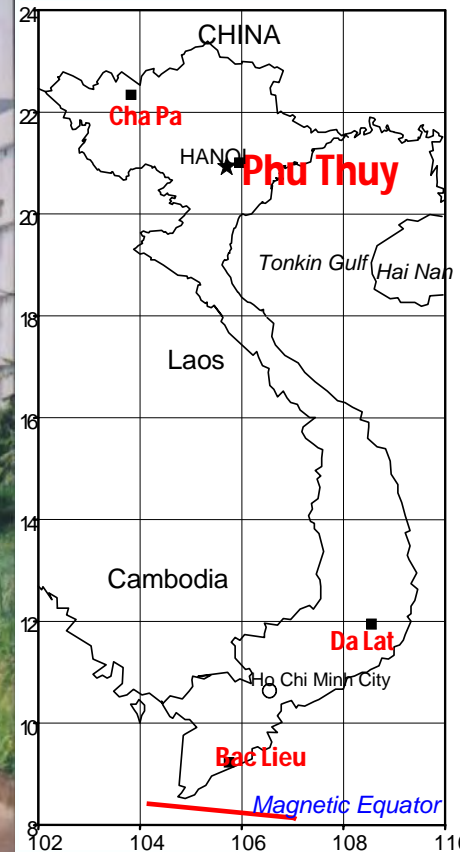 24
CHINA
22
Cha Pa
HANOI
Phu Thuy
20
Tonkin Gulf
Hai Nan
18
Laos
16
14
Cambodia
12
Da Lat
Ho Chi Minh City
10
Bac Lieu
Magnetic Equator
8
102
104
106
108